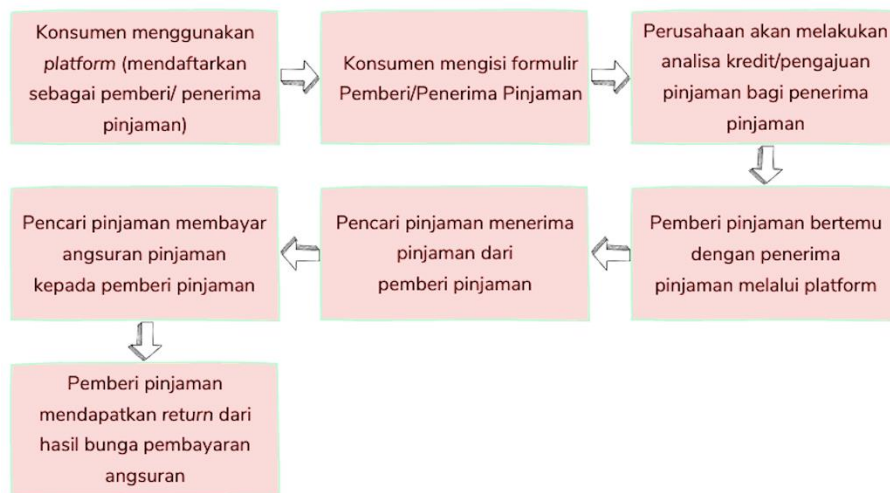 Konsumen menggunakan
platform (mendaftarkan
sebagai pemberi/ penerima
pinjaman)
Konsumen mengisi formulir
Pemberi/Penerima Pinjaman
Perusahaan akan melakukan
analisa kredit/pengajuan
pinjaman bagi penerima
pinjaman
Pemberi pinjaman bertemu
dengan penerima
pinjaman melalui platform
Pencari pinjaman menerima
pinjaman dari
pemberi pinjaman
Pencari pinjaman membayar
angsuran pinjaman
kepada pemberi pinjaman
Pemberi pinjaman
mendapatkan return dari
hasil bunga pembayaran
angsuran